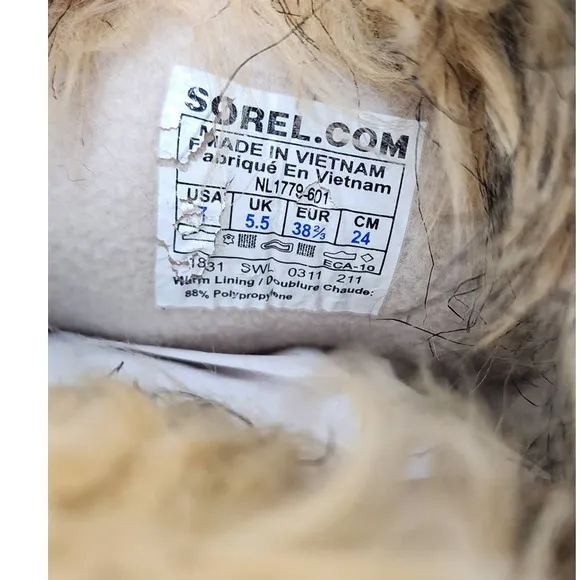 SOREL.COM
MADE IN VIETNAM
Fabriqué En Vietnam
NL1779-601
USA UK EUR CM
7 5.5 38⅔ 24
ECA-10
1831 SWL 0311 211
Warm Lining / Doublure Chaude:
88% Polypropylene